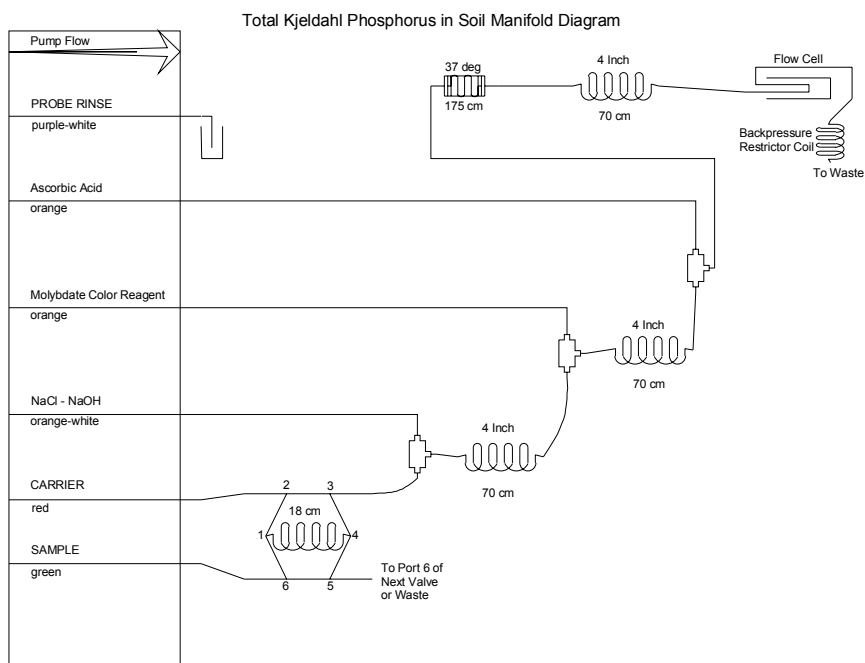 Total Kjeldahl Phosphorus in Soil Manifold Diagram
Pump Flow
PROBE RINSE
purple-white
Ascorbic Acid
orange
Molybdate Color Reagent
orange
NaCl - NaOH
orange-white
CARRIER
red
SAMPLE
green
37 deg
175 cm
4 Inch
70 cm
Flow Cell
Backpressure
Restrictor Coil
To Waste
4 Inch
70 cm
4 Inch
70 cm
2
3
18 cm
1
4
6
5
To Port 6 of
Next Valve
or Waste